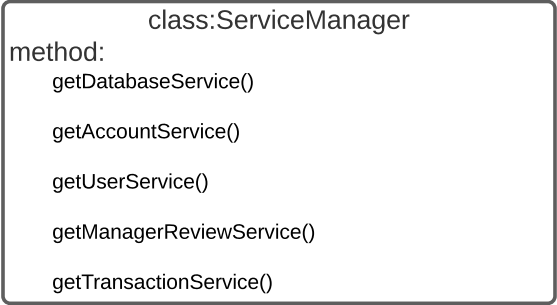 class:ServiceManager
method:
getDatabaseService()
getAccountService()
getUserService()
getManagerReviewService()
getTransactionService()